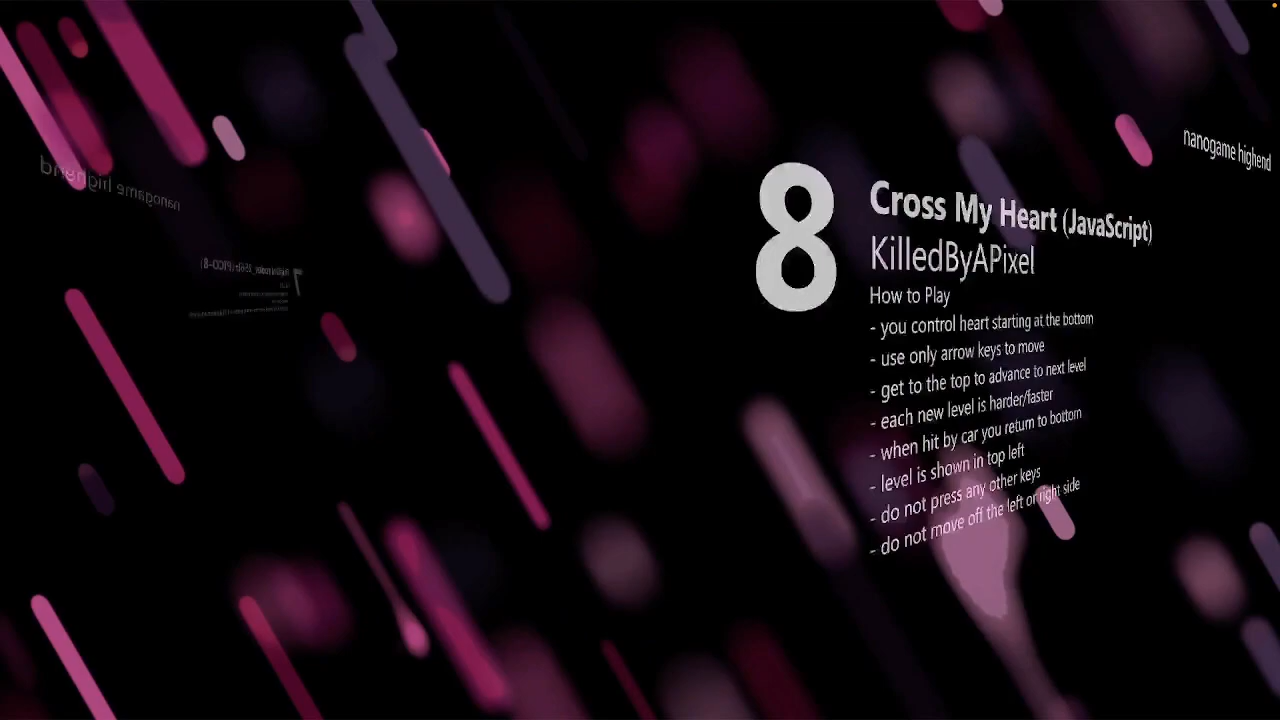 nanogame highend
nanogame highend
8
Cross My Heart (JavaScript)
KilledByAPixel
How to Play
- you control heart starting at the bottom
- use only arrow keys to move
- get to the top to advance to next level
- each new level is harder/faster
- when hit by car you return to bottom
- level is shown in top left
- do not press any other keys
- do not move off the left or right side
7